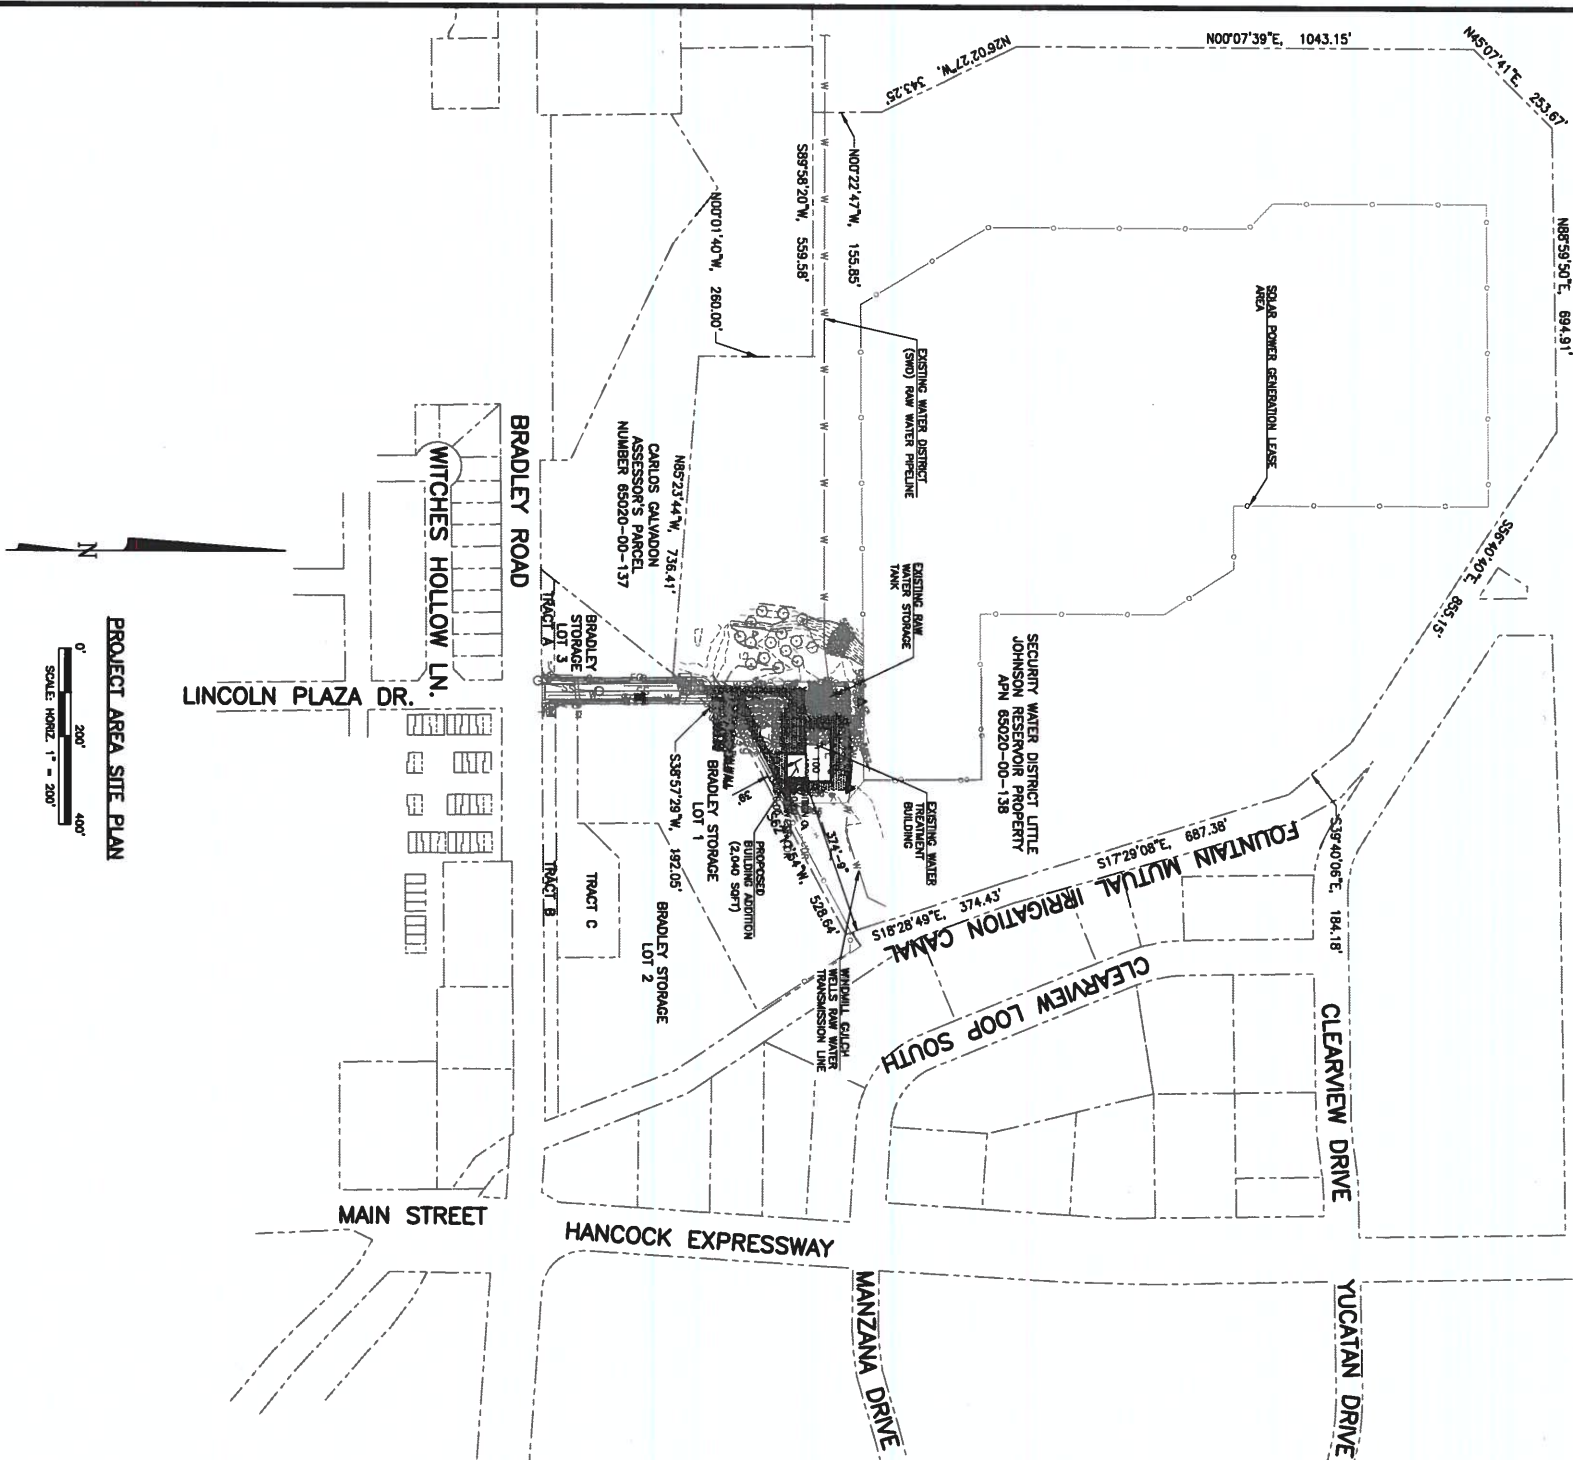 N00°07'39"E, 1043.15'
N45°07'41"E, 253.67'
N26°02'27"W, 343.25'
N88°59'50"E, 694.91'
N00°22'47"W, 155.85'
S89°58'20"W, 559.58'
N00°01'40"W, 260.00'
SOLAR POWER GENERATION LEASE
AREA
EXISTING WATER DISTRICT
(SWD) RAW WATER PIPELINE
S56°40'40"E, 855.15'
N85°23'44"W, 736.41'
CARLOS GALVADON
ASSESSOR'S PARCEL
NUMBER 65020-00-137
BRADLEY ROAD
WITCHES HOLLOW LN.
EXISTING RAW
WATER STORAGE
TANK
SECURITY WATER DISTRICT LITTLE
JOHNSON RESERVOIR PROPERTY
APN 65020-00-138
TRACT A
BRADLEY
STORAGE
LOT 3
LINCOLN PLAZA DR.
N
PROJECT AREA SITE PLAN
0'
200'
400'
SCALE: HORIZ. 1" = 200'
S38°57'29"W, 192.05'
BRADLEY STORAGE
LOT 1
100
EXISTING WATER
TREATMENT
BUILDING
PROPOSED
BUILDING ADDITION
(2,040 SQFT)
374'-9"
528.64'
S39°40'06"E, 184.18'
S17°29'08"E, 687.38'
FOUNTAIN MUTUAL IRRIGATION CANAL
S18°28'49"E, 374.43'
TRACT B
TRACT C
BRADLEY STORAGE
LOT 2
WINDMILL GULCH
WELLS RAW WATER
TRANSMISSION LINE
CLEARVIEW LOOP SOUTH
CLEARVIEW DRIVE
MAIN STREET
HANCOCK EXPRESSWAY
MANZANA DRIVE
YUCATAN DRIVE